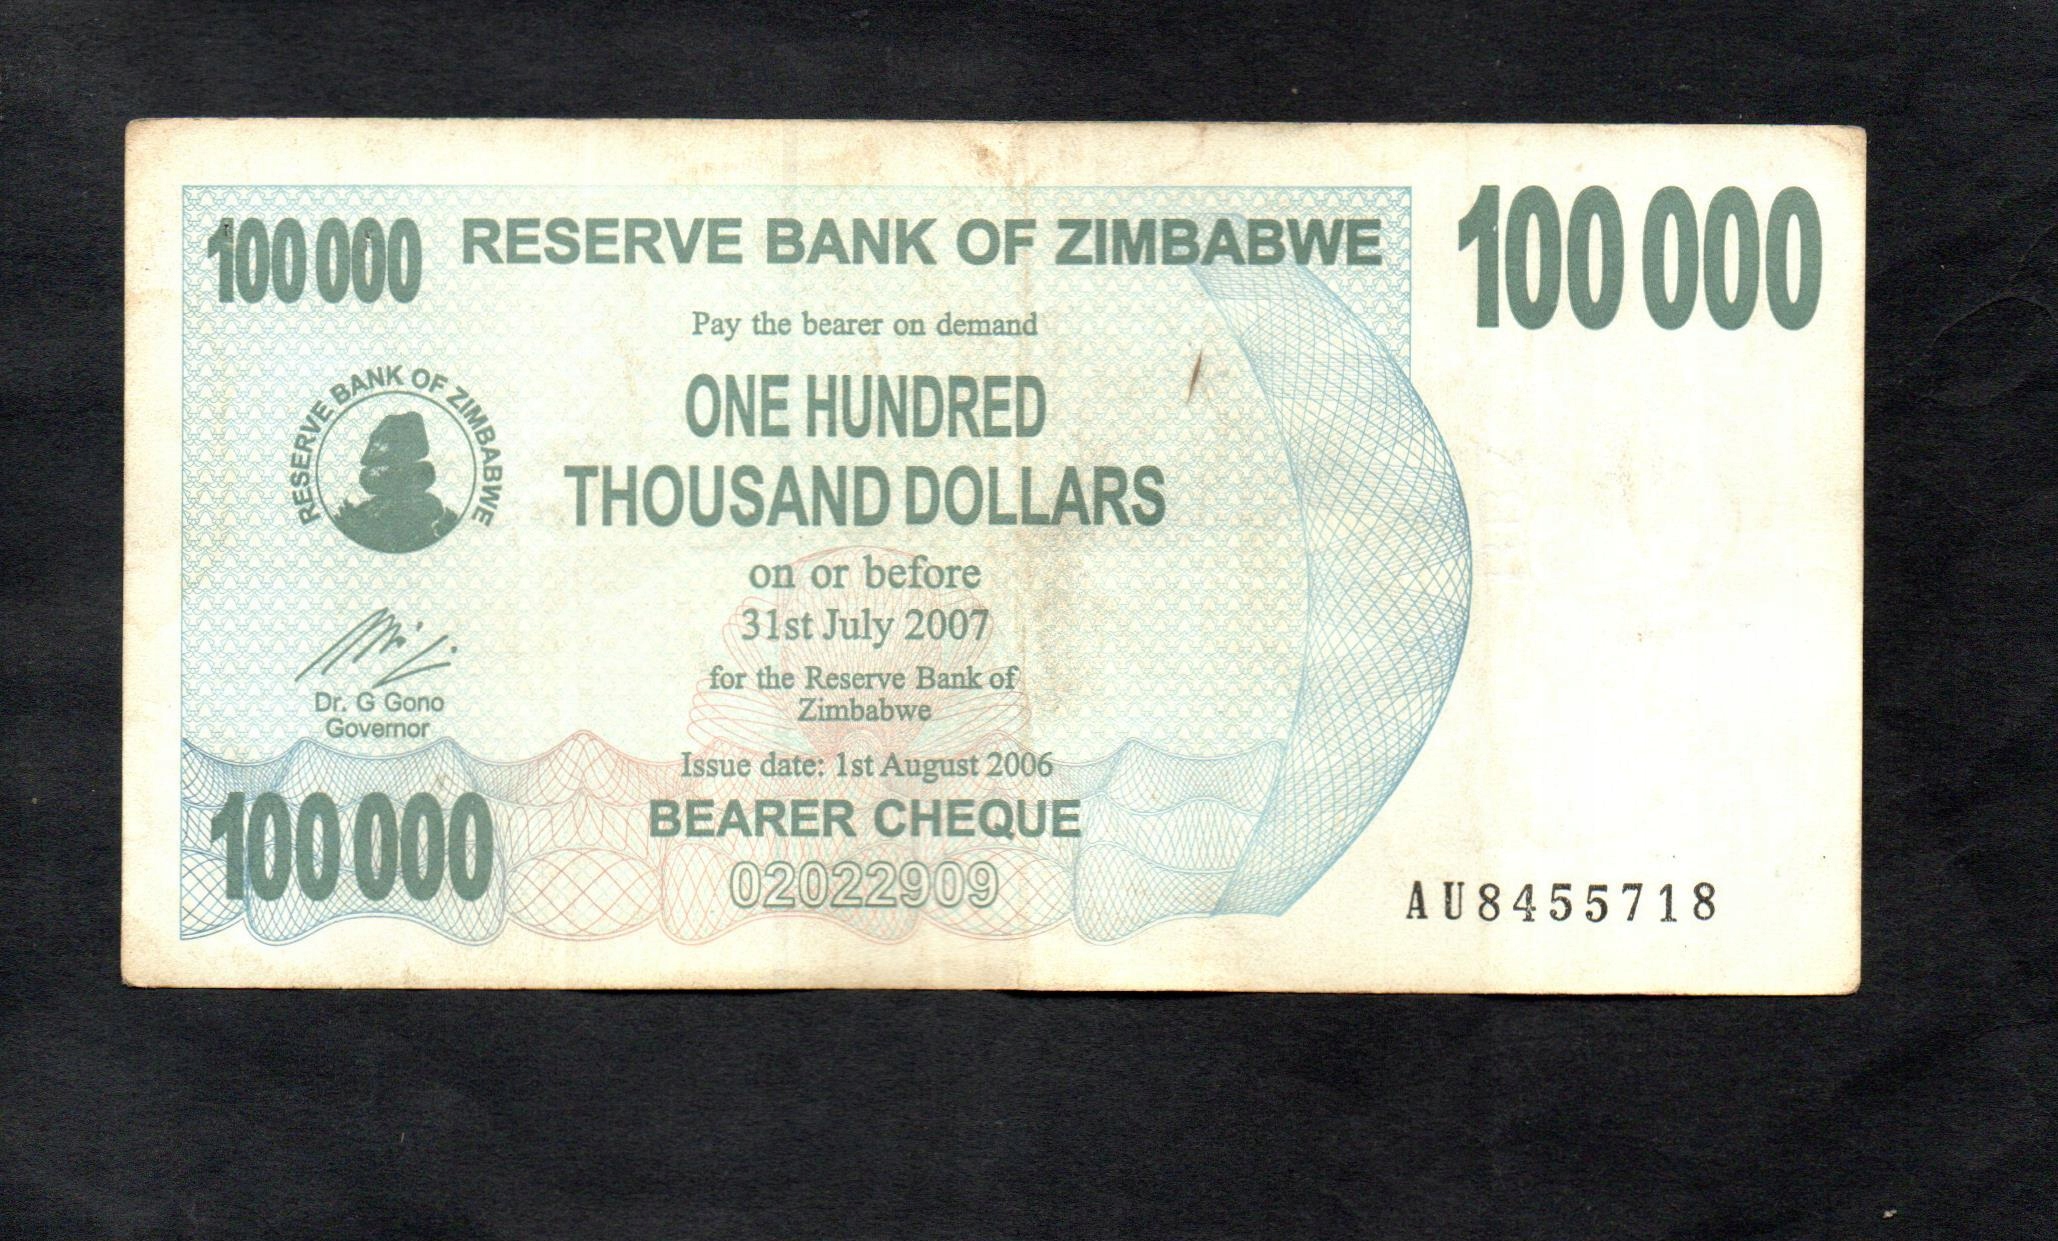 100 000 RESERVE BANK OF ZIMBABWE 100 000
Pay the bearer on demand
ONE HUNDRED
THOUSAND DOLLARS
RESERVE BANK OF ZIMBABWE
on or before
31st July 2007
for the Reserve Bank of
Zimbabwe
Dr. G Gono
Governor
Issue date: 1st August 2006
100 000 BEARER CHEQUE
02022909
AU8455718